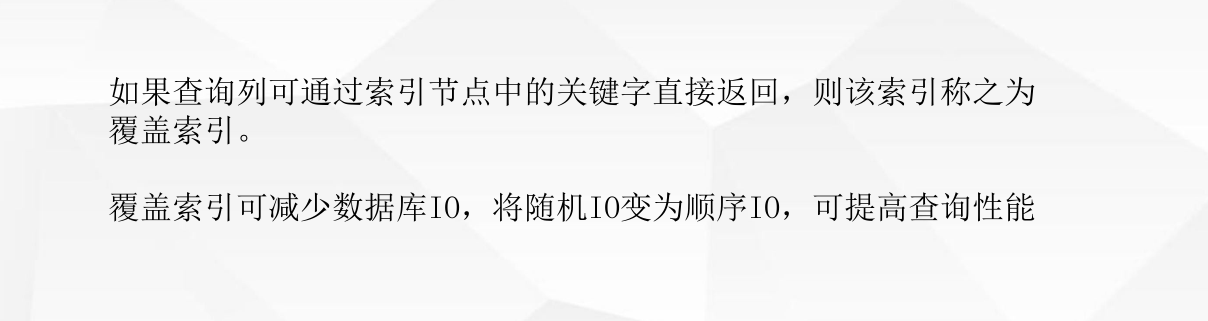 如果查询列可通过索引节点中的关键字直接返回，则该索引称之为
覆盖索引。
覆盖索引可减少数据库IO，将随机IO变为顺序IO，可提高查询性能